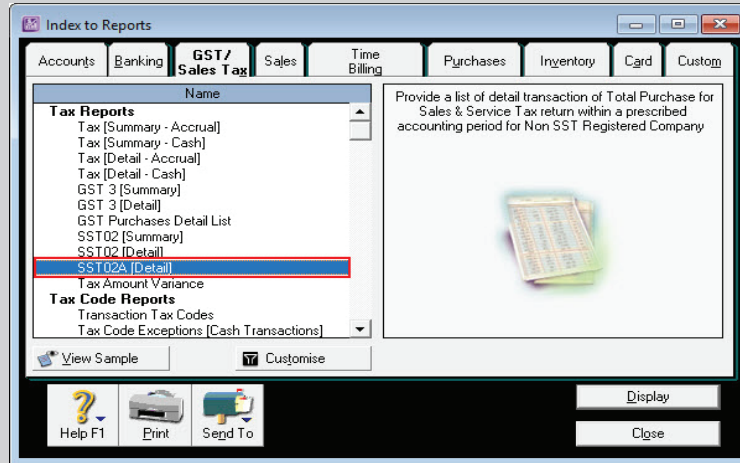 Index to Reports
Accounts
Banking
GST/
Sales Tax
Sales
Time
Billing
Purchases
Inventory
Card
Custom
Name
Tax Reports
Tax [Summary - Accrual]
Tax [Summary - Cash]
Tax [Detail - Accrual]
Tax [Detail - Cash]
GST 3 [Summary]
GST 3 [Detail]
GST Purchases Detail List
SST02 [Summary]
SST02 [Detail]
SST02A [Detail]
Tax Amount Variance
Tax Code Reports
Transaction Tax Codes
Tax Code Exceptions [Cash Transactions]
Provide a list of detail transaction of Total Purchase for
Sales & Service Tax return within a prescribed
accounting period for Non SST Registered Company
View Sample
Customise
Help F1
Print
Send To
Display
Close